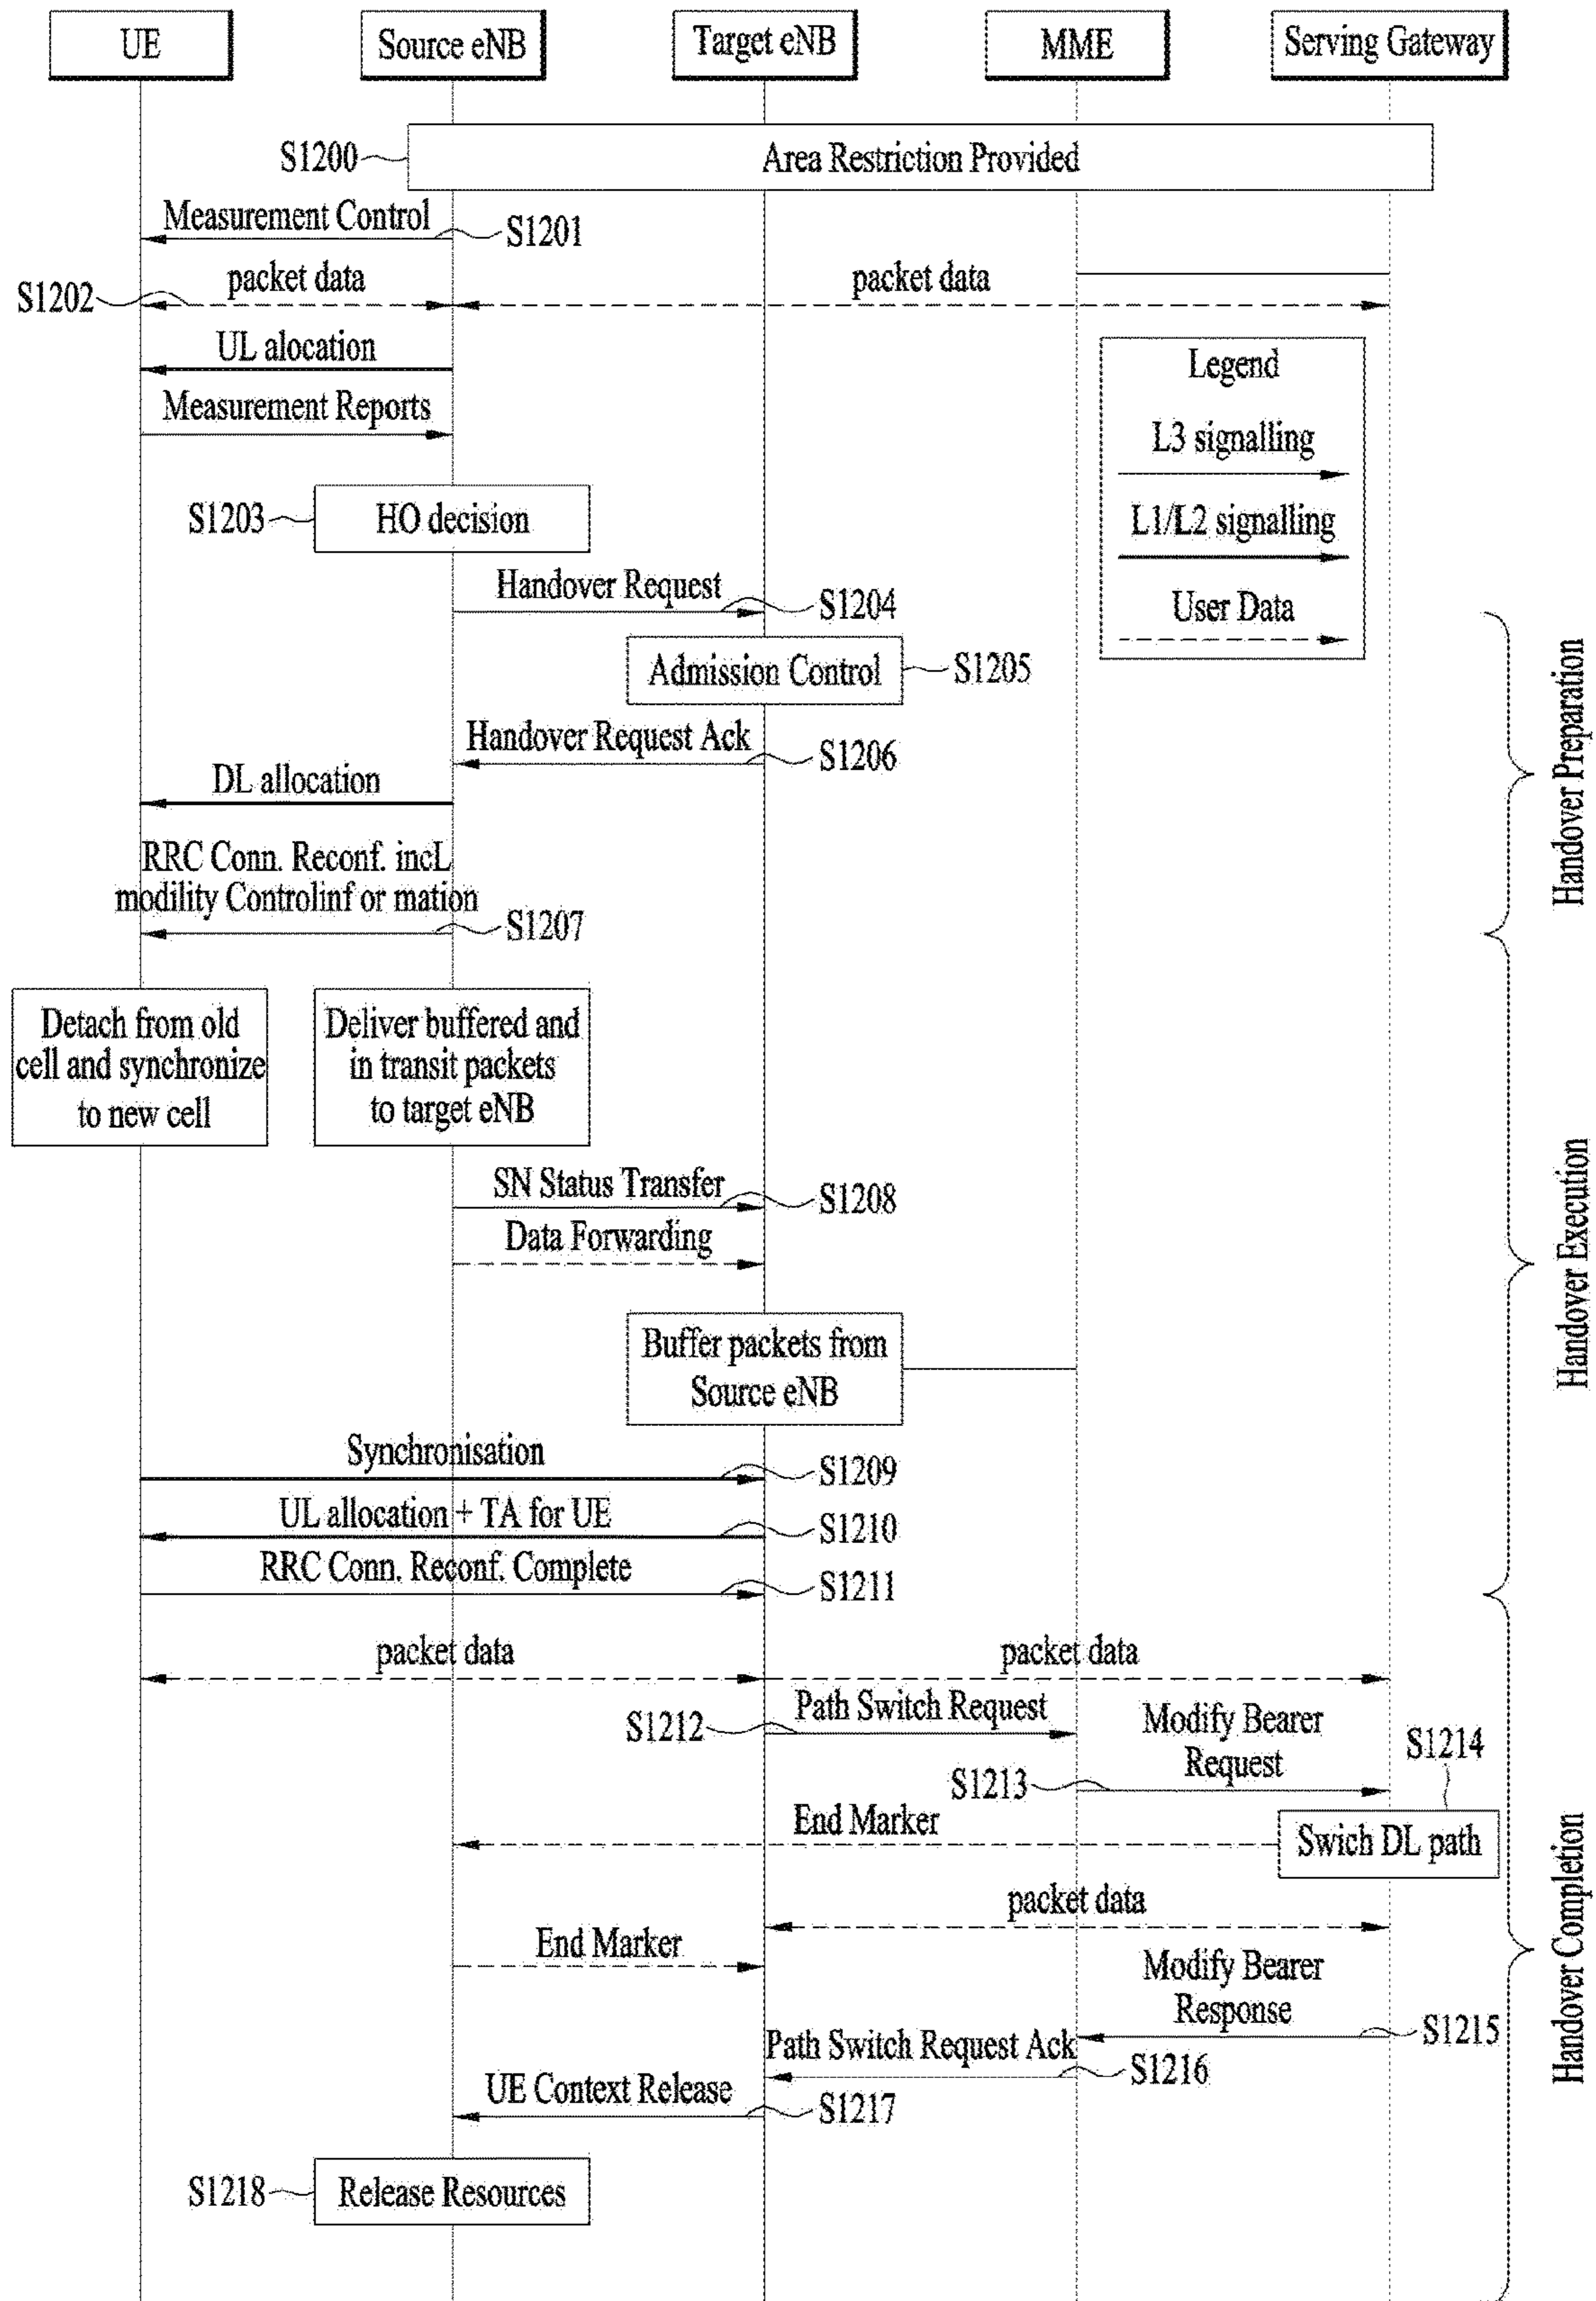 UE
Source eNB
Target eNB
MME
Serving Gateway
S1200
Area Restriction Provided
Measurement Control
S1201
S1202
packet data
packet data
UL alocation
Measurement Reports
Legend
L3 signalling
L1/L2 signalling
User Data
S1203
HO decision
Handover Request
S1204
Admission Control
S1205
Handover Request Ack
S1206
DL allocation
RRC Conn. Reconf. incL
modility Controlinf or mation
S1207
Handover Preparation
Detach from old
cell and synchronize
to new cell
Deliver buffered and
in transit packets
to target eNB
SN Status Transfer
S1208
Data Forwarding
Buffer packets from
Source eNB
Synchronisation
S1209
UL allocation + TA for UE
S1210
RRC Conn. Reconf. Complete
S1211
Handover Execution
packet data
packet data
S1212
Path Switch Request
S1213
Modify Bearer
Request
S1214
End Marker
Swich DL path
packet data
End Marker
Modify Bearer
Response
S1215
Path Switch Request Ack
S1216
UE Context Release
S1217
S1218
Release Resources
Handover Completion